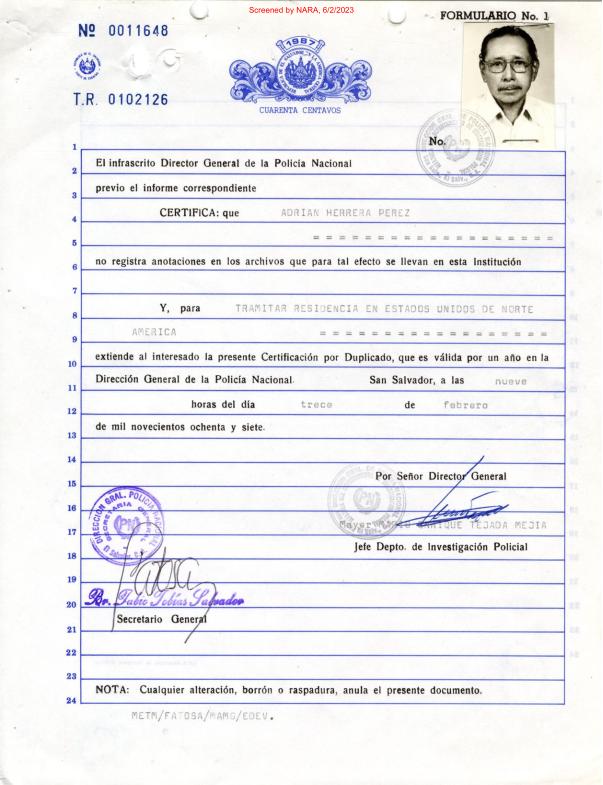 Screened by NARA, 6/2/2023
FORMULARIO No. 1
Nº 0011648
1987
T.R. 0102126
CUARENTA CENTAVOS
No.
1
El infrascrito Director General de la Policía Nacional
2
previo el informe correspondiente
3
CERTIFICA: que ADRIAN HERRERA PEREZ
4
= = = = = = = = = = = = = = = = =
5
no registra anotaciones en los archivos que para tal efecto se llevan en esta Institución
6
7
Y, para TRAMITAR RESIDENCIA EN ESTADOS UNIDOS DE NORTE
8
AMERICA = = = = = = = = = = = = = = = =
9
extiende al interesado la presente Certificación por Duplicado, que es válida por un año en la
10
Dirección General de la Policía Nacional. San Salvador, a las nueve
11
horas del día trece de febrero
12
de mil novecientos ochenta y siete.
13
14
Por Señor Director General
15
DIRECCIÓN GRAL. POLICIA NACIONAL
SECRETARIA GENERAL
PN
El Salvador, C.A.
16
Mayor ENRIQUE TEJADA MEJIA
17
Jefe Depto. de Investigación Policial
18
19
Br. Fabio Tobías Salvador
20
Secretario General
21
22
23
NOTA: Cualquier alteración, borrón o raspadura, anula el presente documento.
24
METM/FATOSA/MAMG/EDEV.